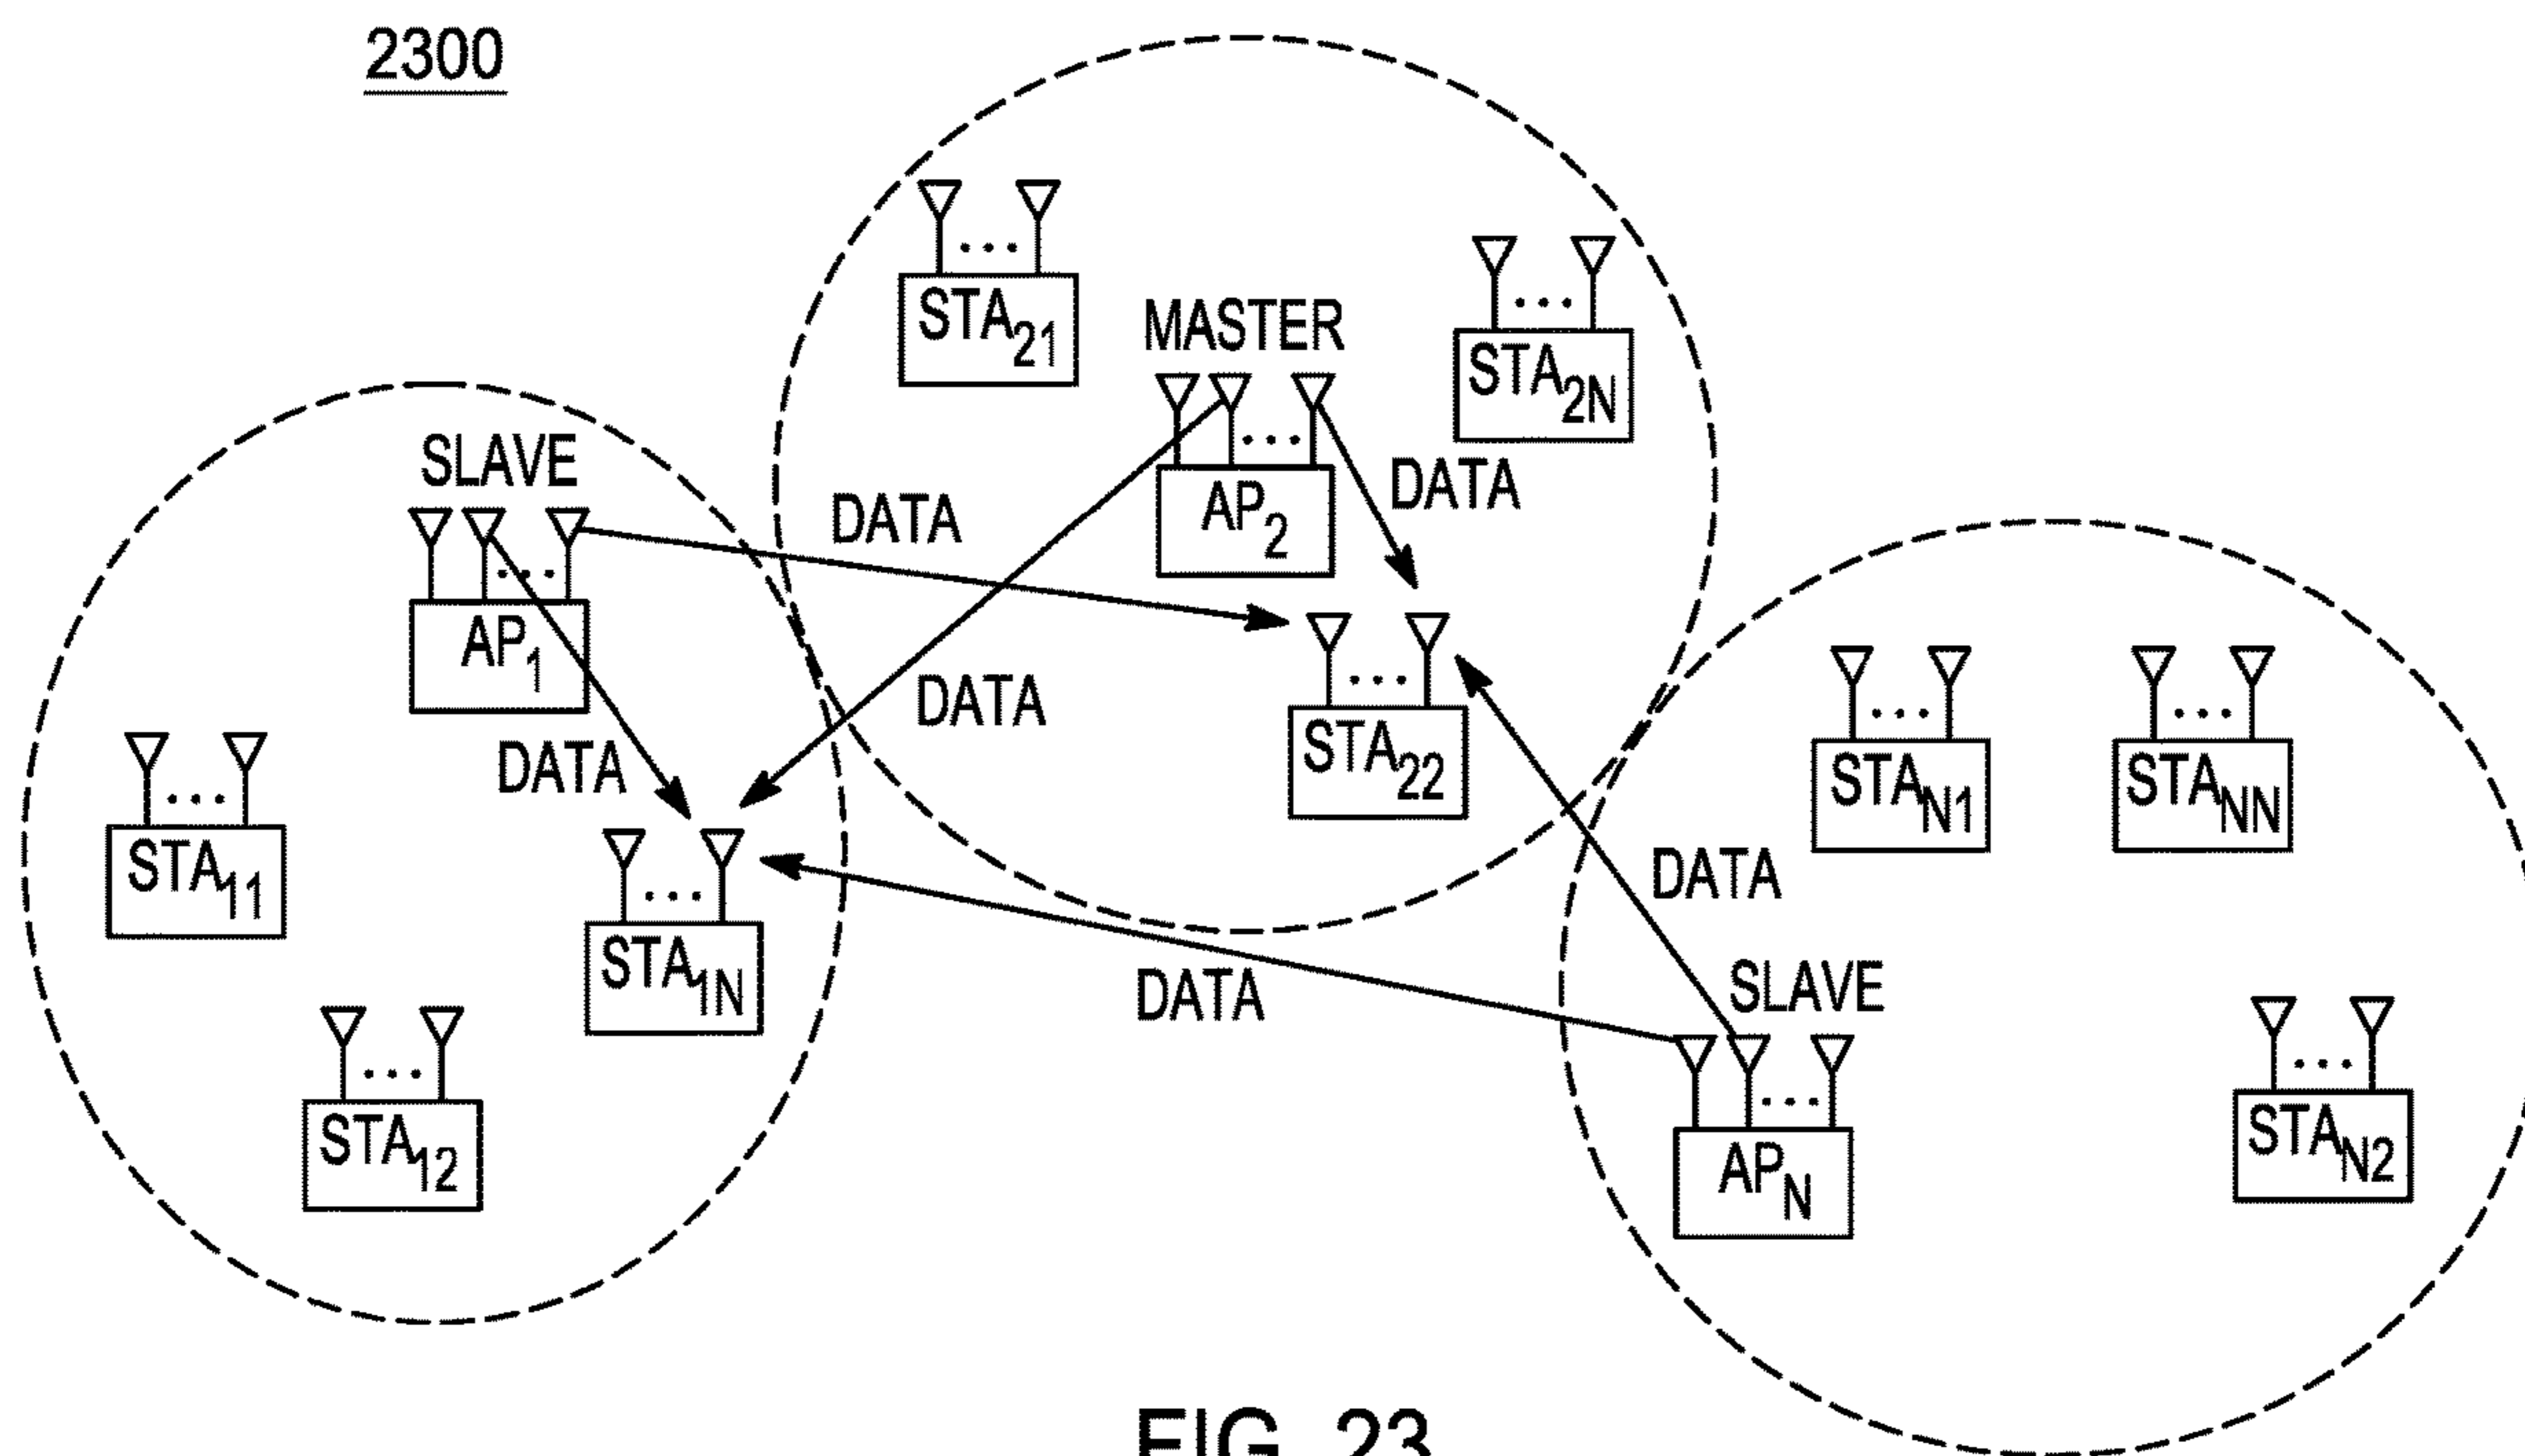 2300
STA21
MASTER
STA2N
SLAVE
DATA
DATA
AP2
AP1
DATA
STA22
STAN1
STANN
DATA
STA11
DATA
STA1N
DATA
SLAVE
STA12
APN
STAN2
FIG. 23